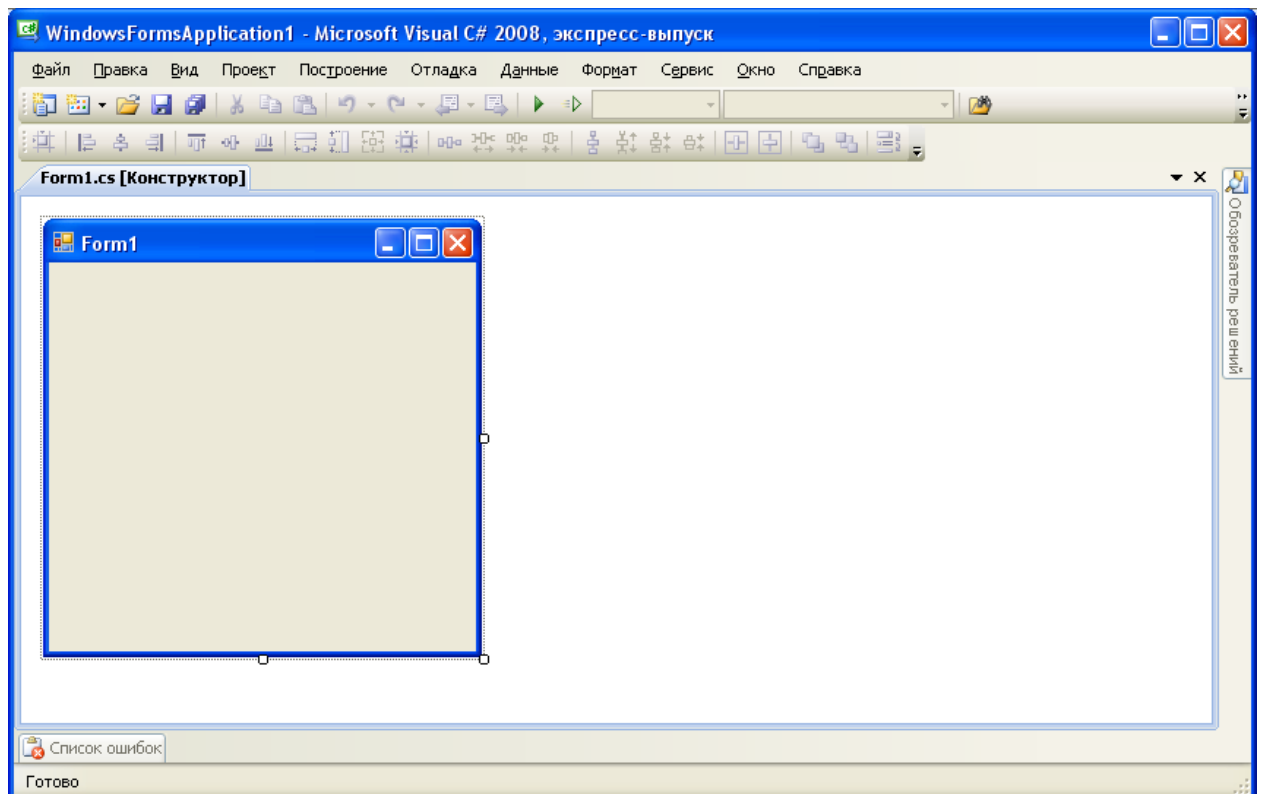 WindowsFormsApplication1 - Microsoft Visual C# 2008, экспресс-выпуск
Файл Правка Вид Проект Построение Отладка Данные Формат Сервис Окно Справка
Form1.cs [Конструктор]
Form1
Обозреватель решений
Список ошибок
Готово